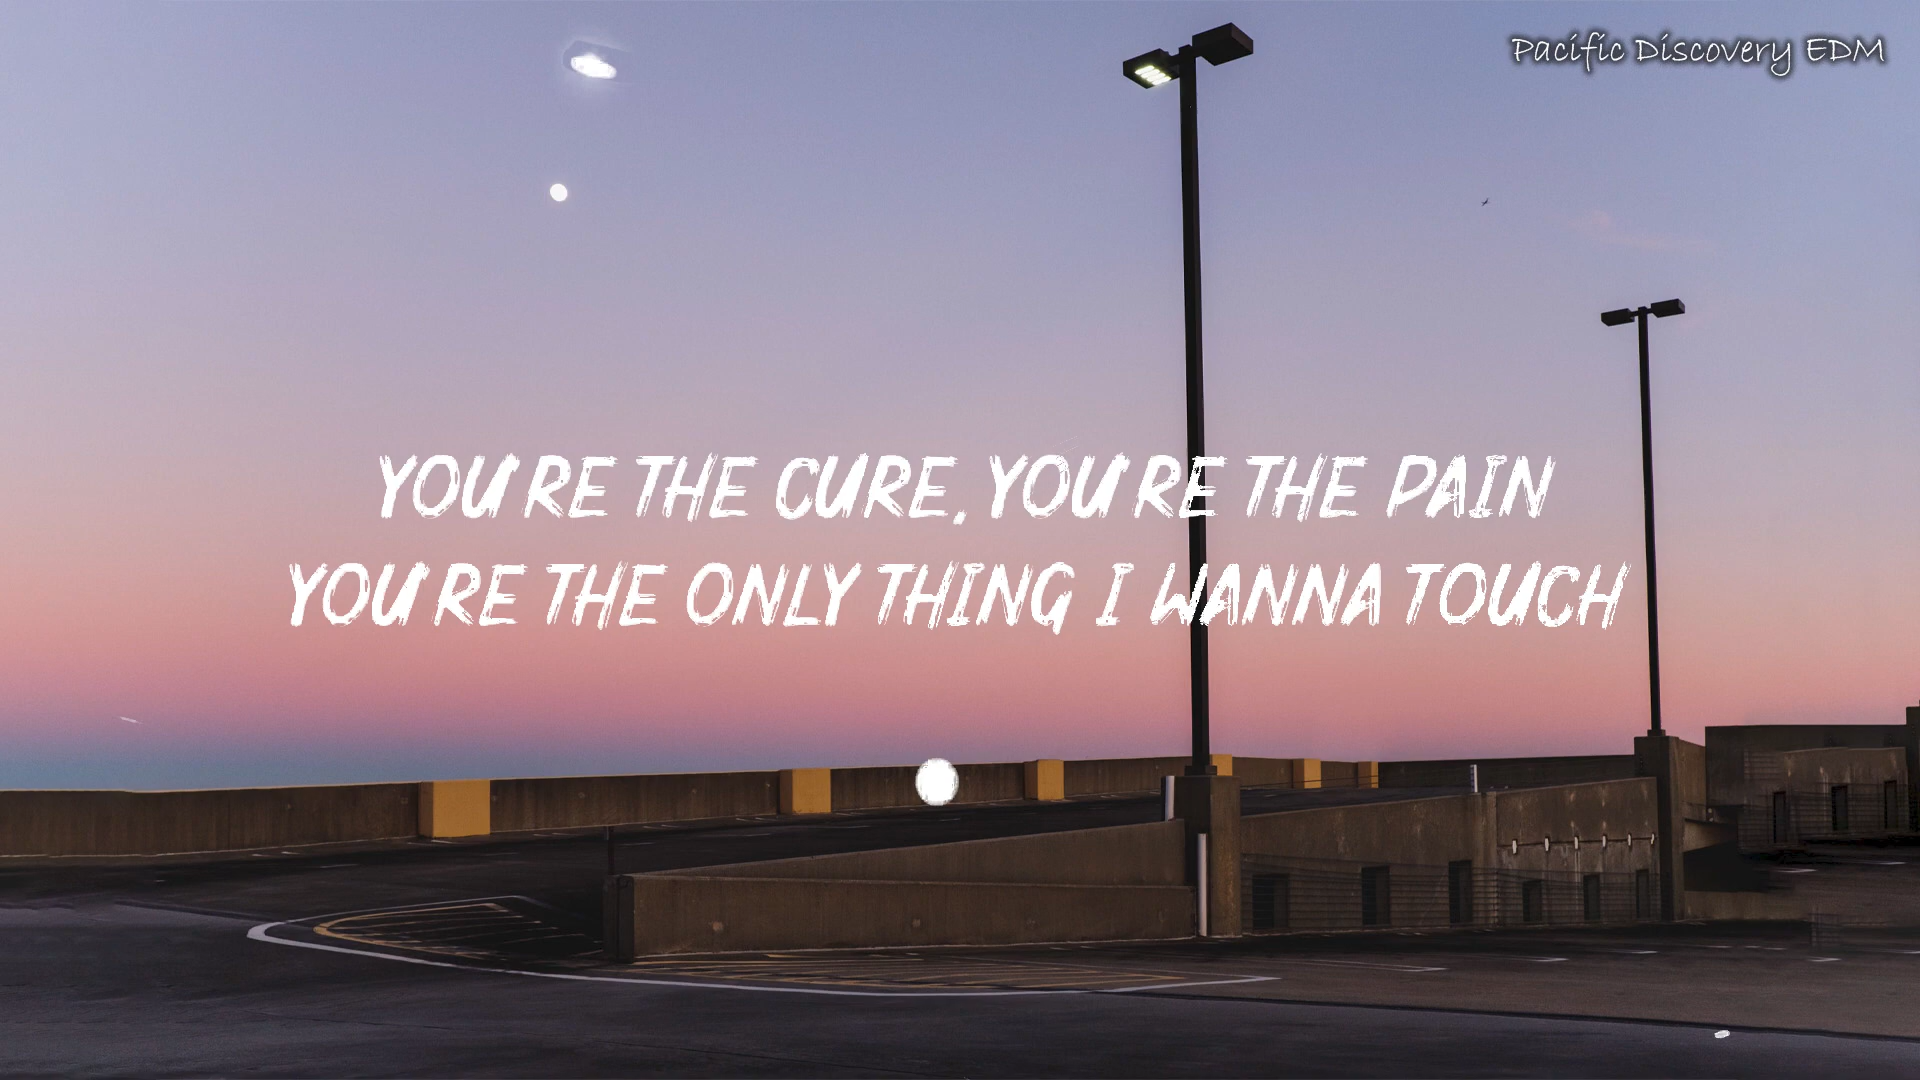 Pacific Discovery EDM
YOU'RE THE CURE, YOU'RE THE PAIN
YOU'RE THE ONLY THING I WANNA TOUCH